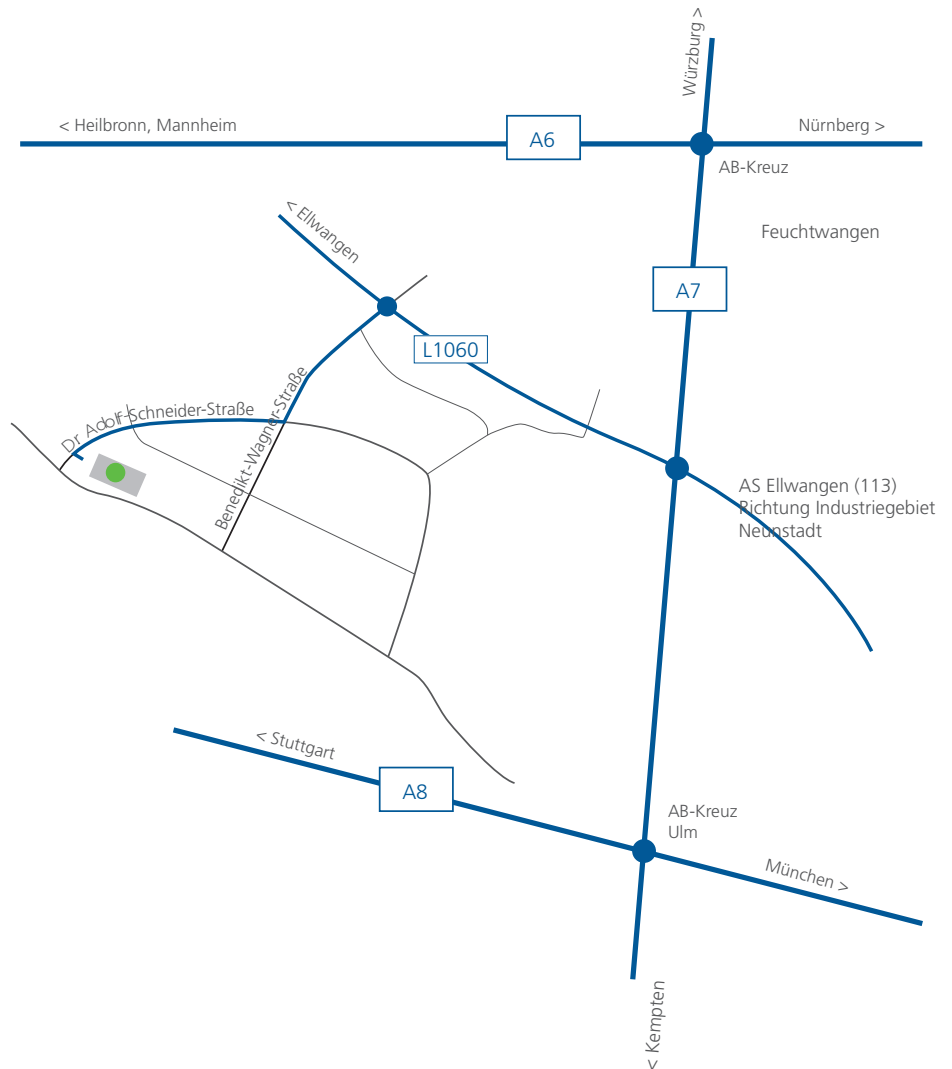 Würzburg >
< Heilbronn, Mannheim
A6
Nürnberg >
AB-Kreuz
Feuchtwangen
< Ellwangen
A7
L1060
Dr Adolf-Schneider-Straße
Benedikt-Wagner-Straße
AS Ellwangen (113)
Richtung Industriegebiet
Neunstadt
< Stuttgart
A8
AB-Kreuz
Ulm
München >
< Kempten